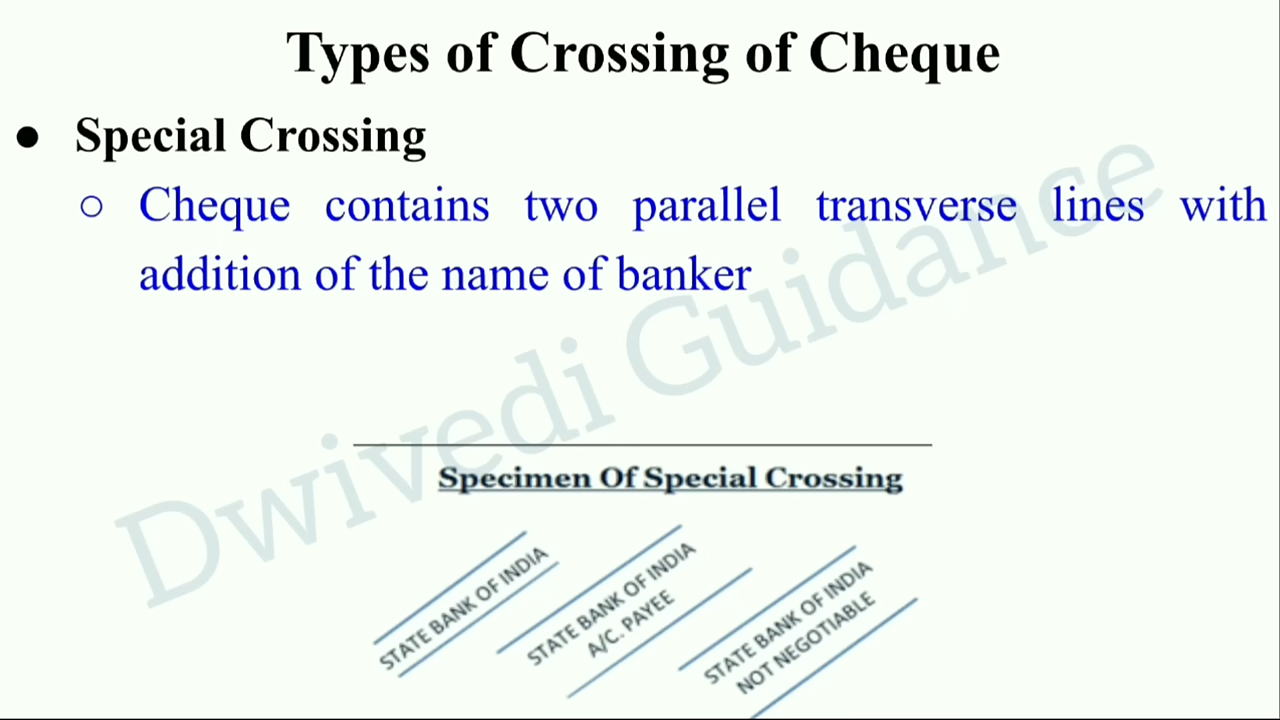 Types of Crossing of Cheque
● Special Crossing
○ Cheque contains two parallel transverse lines with
addition of the name of banker
Dwivedi Guidance
Specimen Of Special Crossing
STATE BANK OF INDIA
STATE BANK OF INDIA
A/C. PAYEE
STATE BANK OF INDIA
NOT NEGOTIABLE